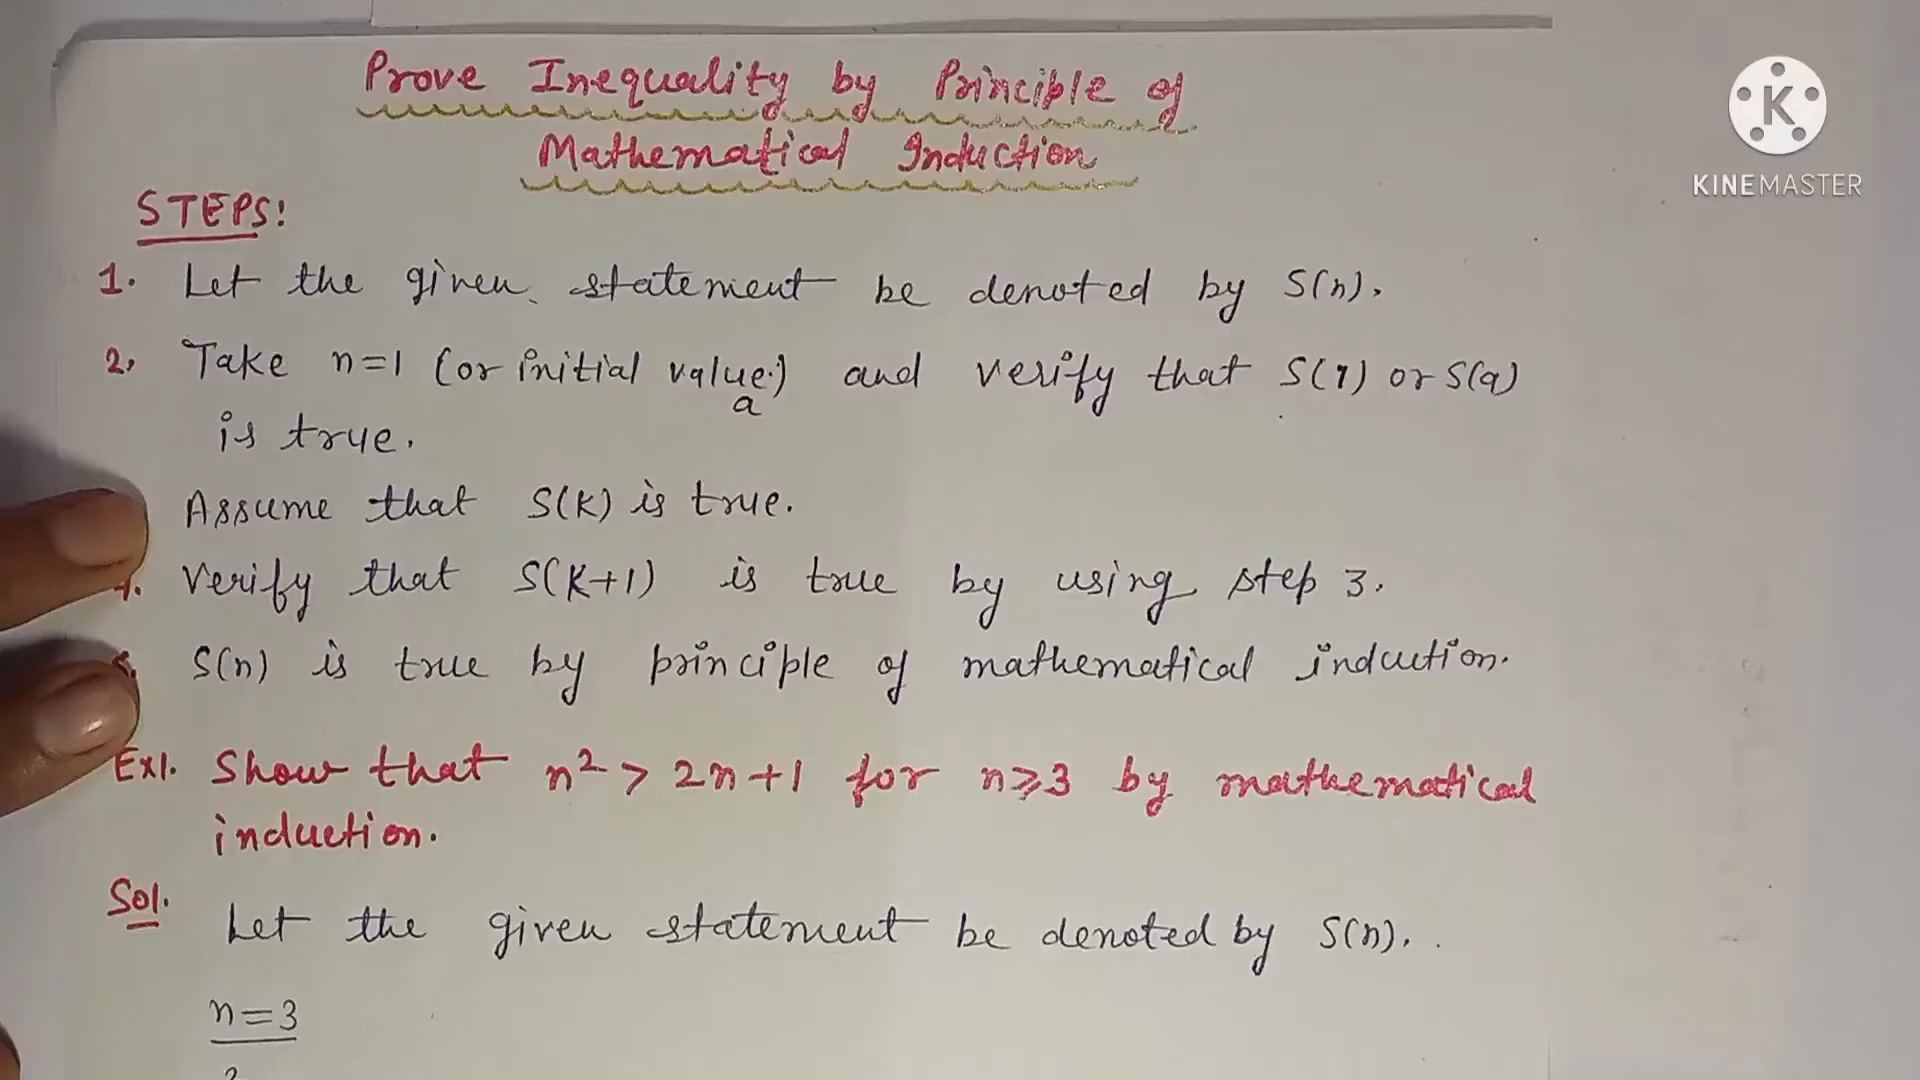 Prove Inequality by Principle of
Mathematical Induction
STEPS:
1. Let the given statement be denoted by S(n).
2. Take n=1 (or initial value) and verify that S(1) or S(a)
a
is true.
Assume that S(K) is true.
4. Verify that S(K+1) is true by using step 3.
5. S(n) is true by principle of mathematical induction.
Ex1. Show that n² > 2n+1 for n⩾3 by mathematical
induction.
Sol. Let the given statement be denoted by S(n).
n=3
K
KINEMASTER